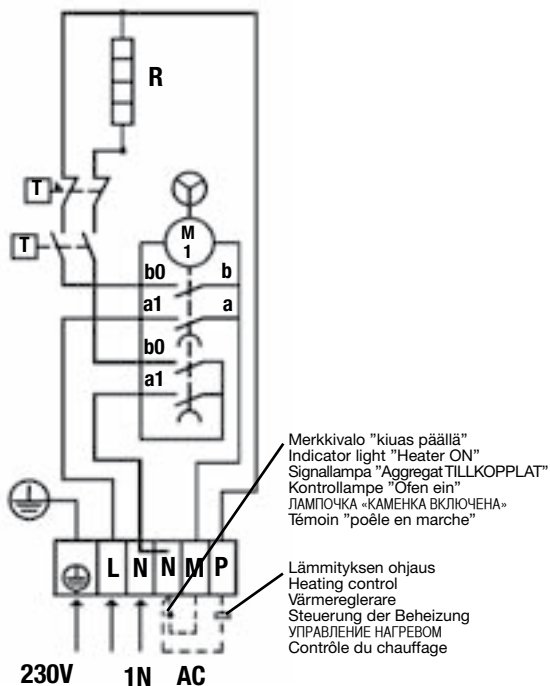 R
T
T
M
1
b0 b
a1 a
b0
a1
Merkkivalo ”kiuas päällä”
Indicator light ”Heater ON”
Signallampa ”Aggregat TILLKOPPLAT”
Kontrollampe ”Ofen ein”
ЛАМПОЧКА «КАМЕНКА ВКЛЮЧЕНА»
Témoin ”poêle en marche”
L N N M P
Lämmityksen ohjaus
Heating control
Värmereglerare
Steuerung der Beheizung
УПРАВЛЕНИЕ НАГРЕВОМ
Contrôle du chauffage
230V 1N AC